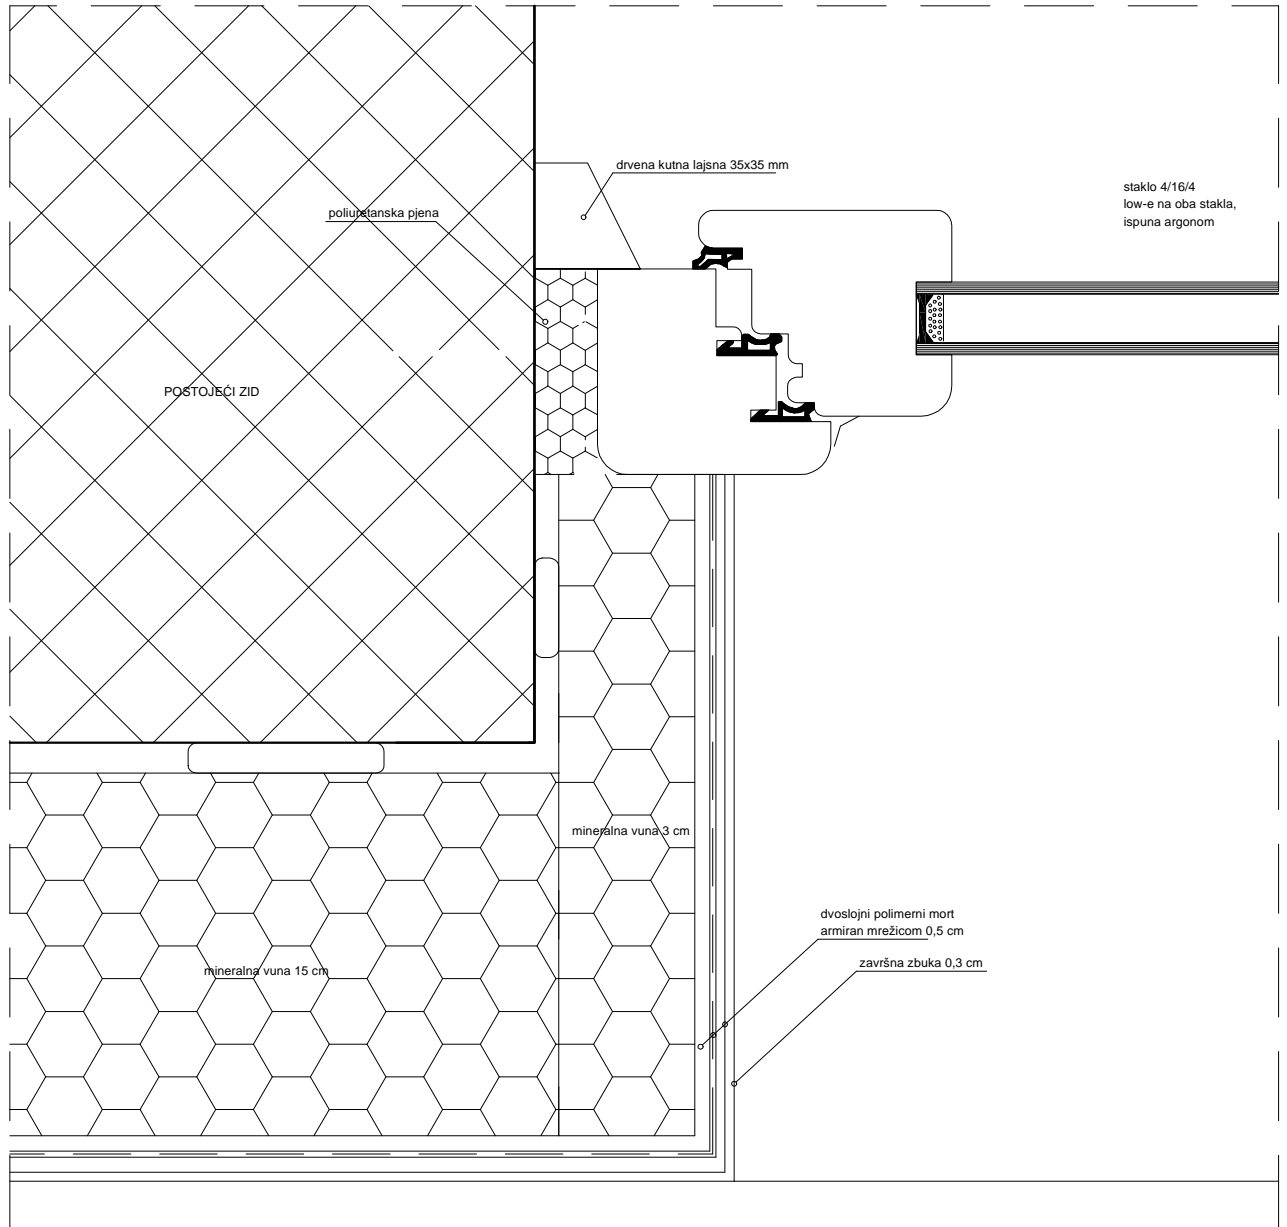 drvena kutna lajsna 35x35 mm
staklo 4/16/4
low-e na oba stakla,
ispuna argonom
poliuretanska pjena
POSTOJEĆI ZID
mineralna vuna 3 cm
dvoslojni polimerni mort
armiran mrežicom 0,5 cm
završna zbuka 0,3 cm
mineralna vuna 15 cm